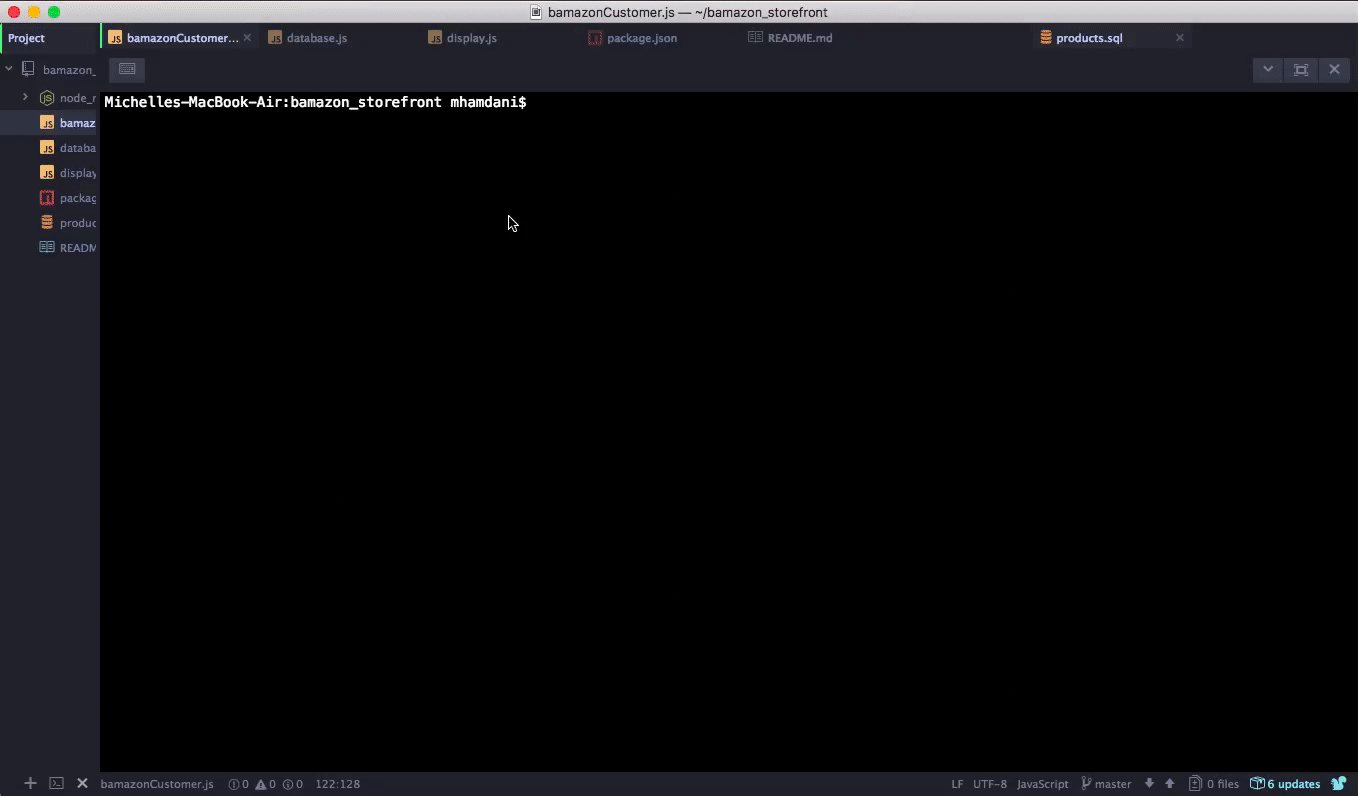 bamazonCustomer.js — ~/bamazon_storefront
Project
bamazonCustomer...
database.js
display.js
package.json
README.md
products.sql
bamazon_
node_r
bamaz
databa
display
packag
produc
READM
Michelles-MacBook-Air:bamazon_storefront mhamdani$
bamazonCustomer.js 0 0 0 122:128
LF UTF-8 JavaScript master 0 files 6 updates